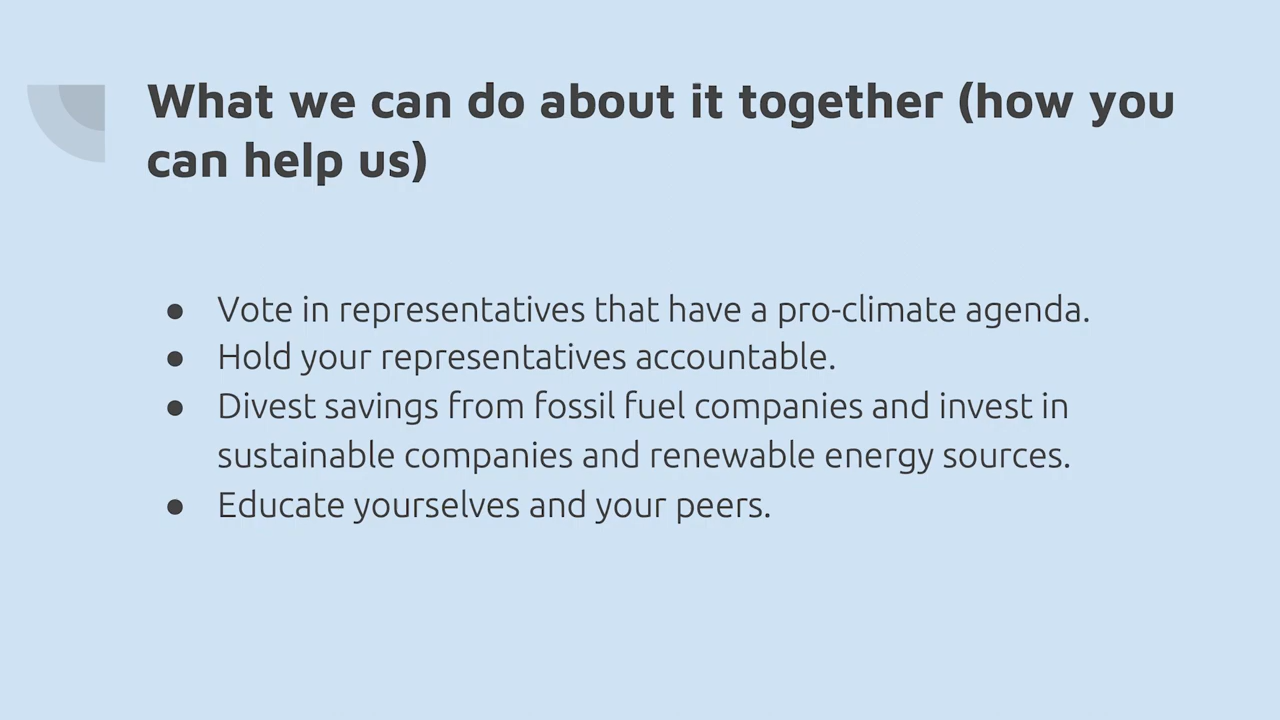 What we can do about it together (how you
can help us)
● Vote in representatives that have a pro-climate agenda.
● Hold your representatives accountable.
● Divest savings from fossil fuel companies and invest in
sustainable companies and renewable energy sources.
● Educate yourselves and your peers.